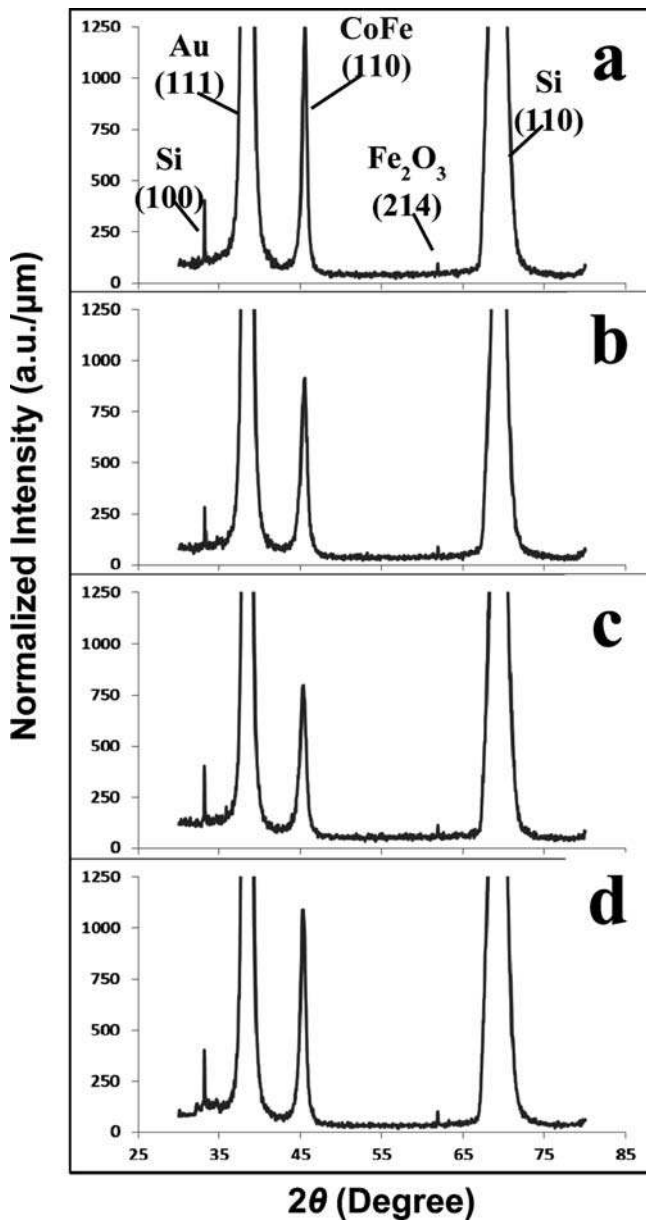 Normalized Intensity (a.u./μm)
1250
1000
750
500
250
0
Au
(111)
CoFe
(110)
Si
(100)
Fe₂O₃
(214)
Si
(110)
a
1250
1000
750
500
250
0
b
1250
1000
750
500
250
0
c
1250
1000
750
500
250
0
d
25 35 45 55 65 75 85
2θ (Degree)